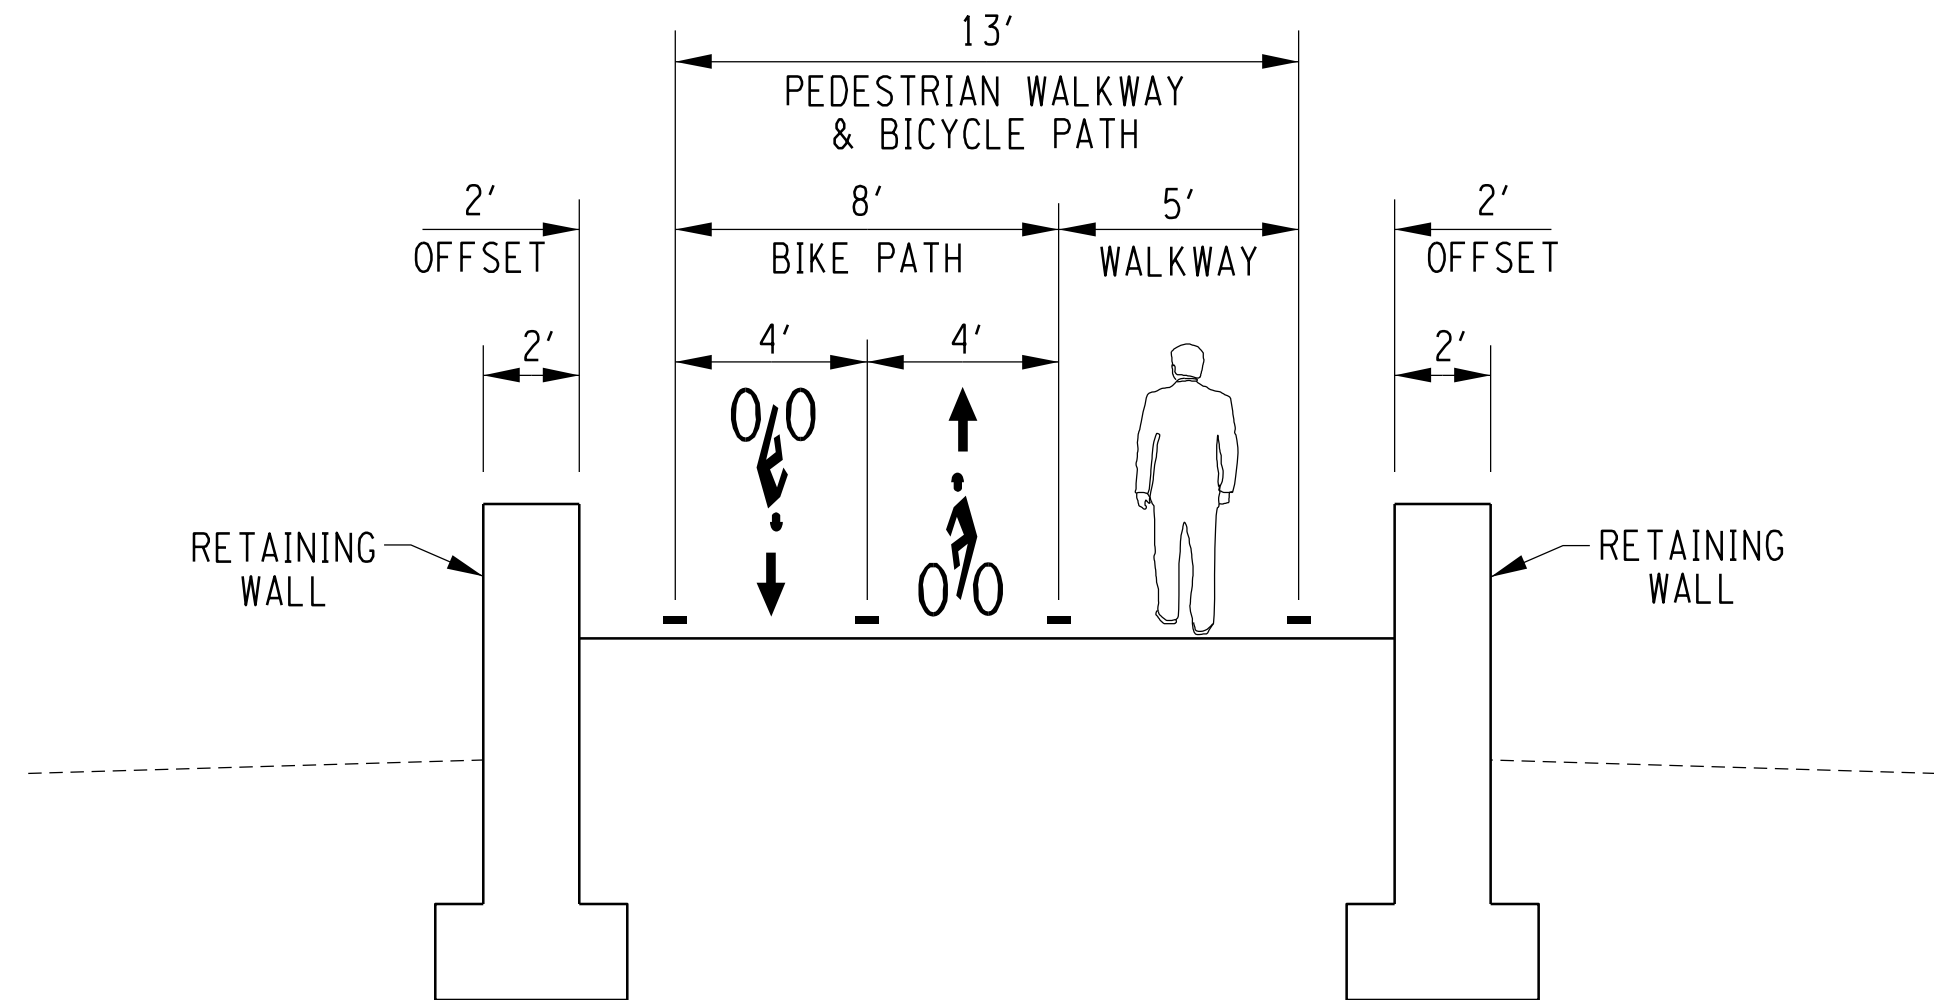 13'
PEDESTRIAN WALKWAY
& BICYCLE PATH
2'
OFFSET
8'
BIKE PATH
5'
WALKWAY
2'
OFFSET
2'
4'
4'
2'
RETAINING
WALL
RETAINING
WALL